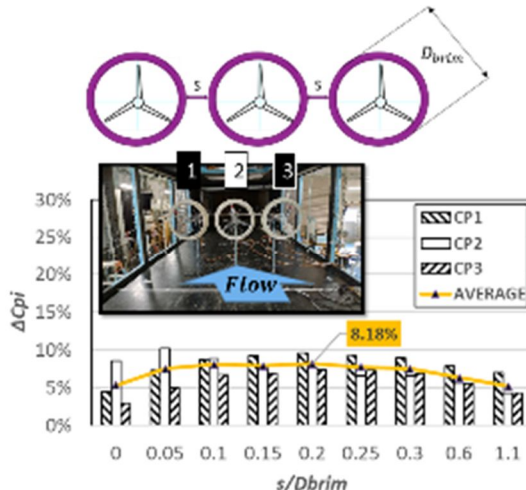 D_brim
s s
1 2 3
Flow
30%
25%
20%
15%
10%
5%
0%
ΔCpi
CP1
CP2
CP3
AVERAGE
8.18%
0 0.05 0.1 0.15 0.2 0.25 0.3 0.6 1.1
s/Dbrim